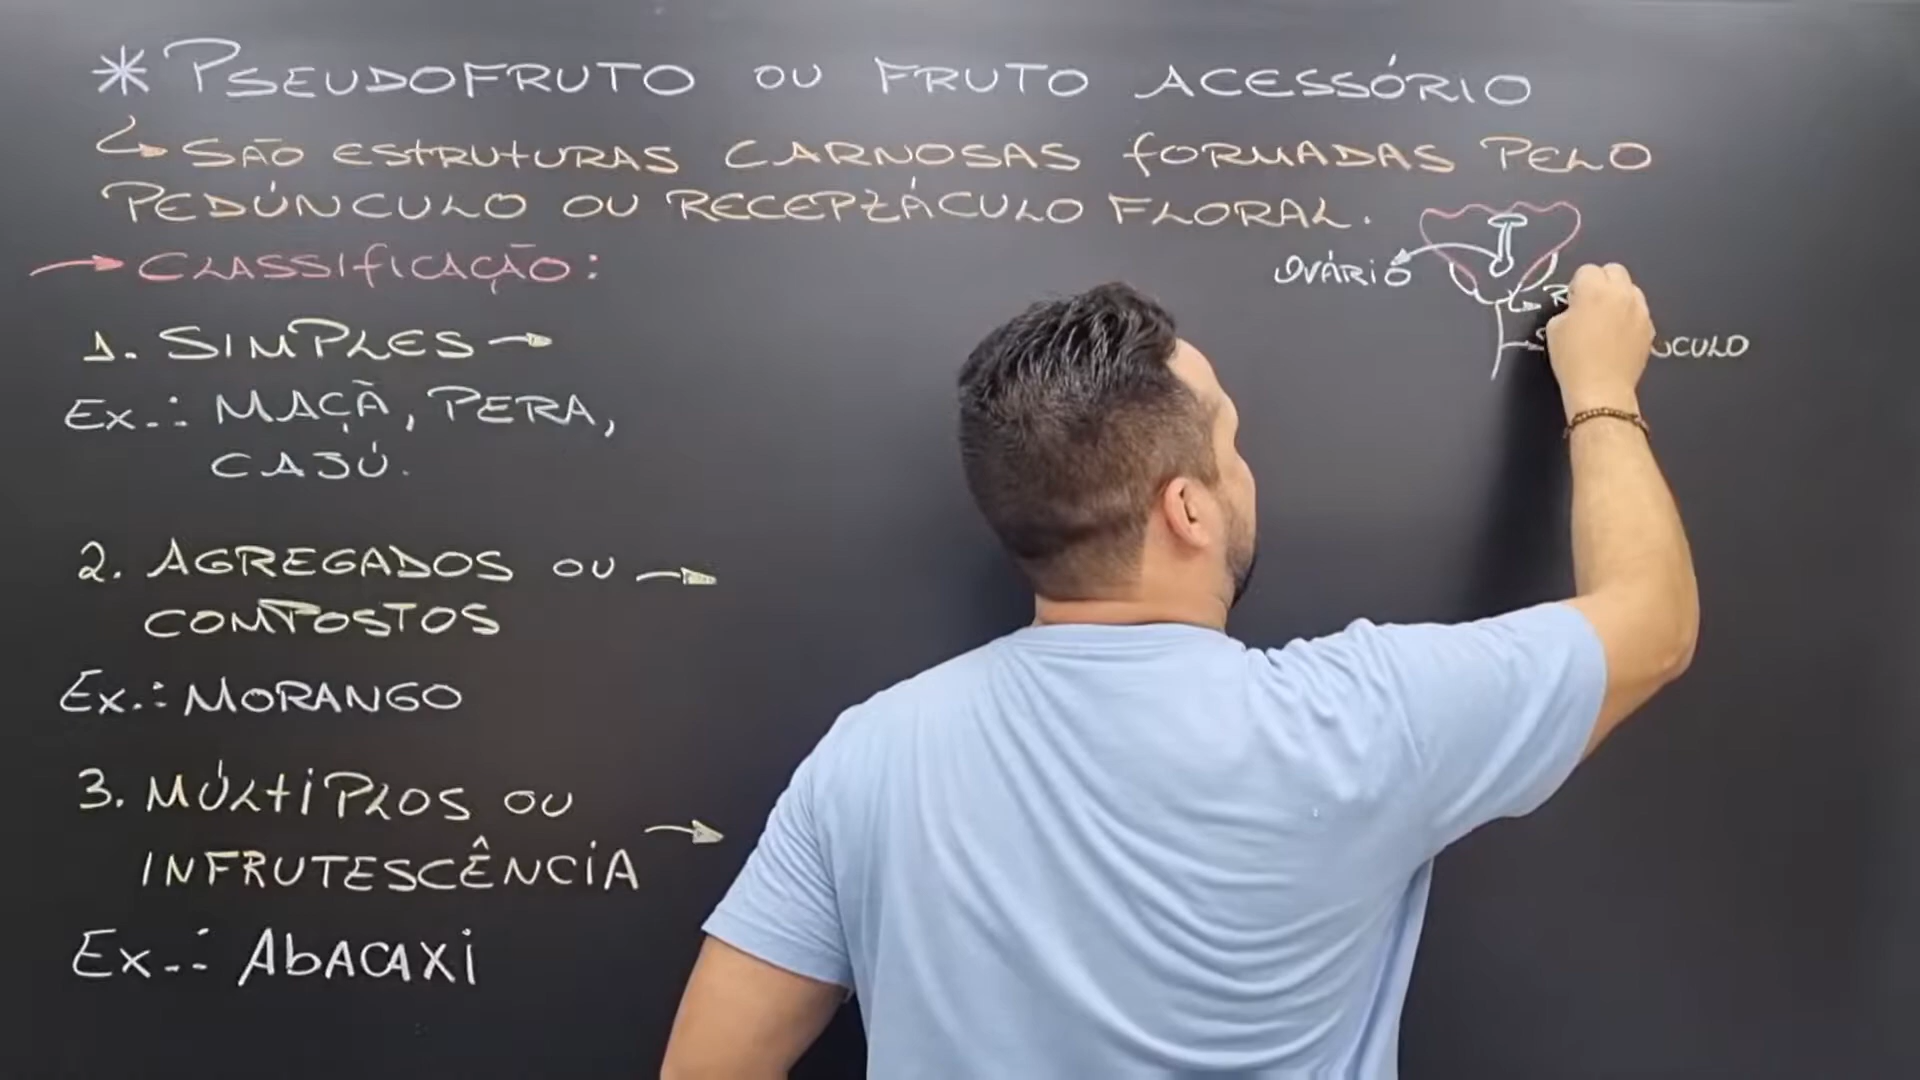 * PSEUDOFRUTO OU FRUTO ACESSÓRIO
↳ SÃO ESTRUTURAS CARNOSAS FORMADAS PELO
PEDÚNCULO OU RECEPTÁCULO FLORAL.
→ CLASSIFICAÇÃO:
OVÁRIO
1. SIMPLES →
Ex.: MAÇÃ, PERA,
CAJÚ.
2. AGREGADOS OU →
COMPOSTOS
Ex.: MORANGO
3. MÚLTIPLOS OU →
INFRUTESCÊNCIA
Ex.: ABACAXI